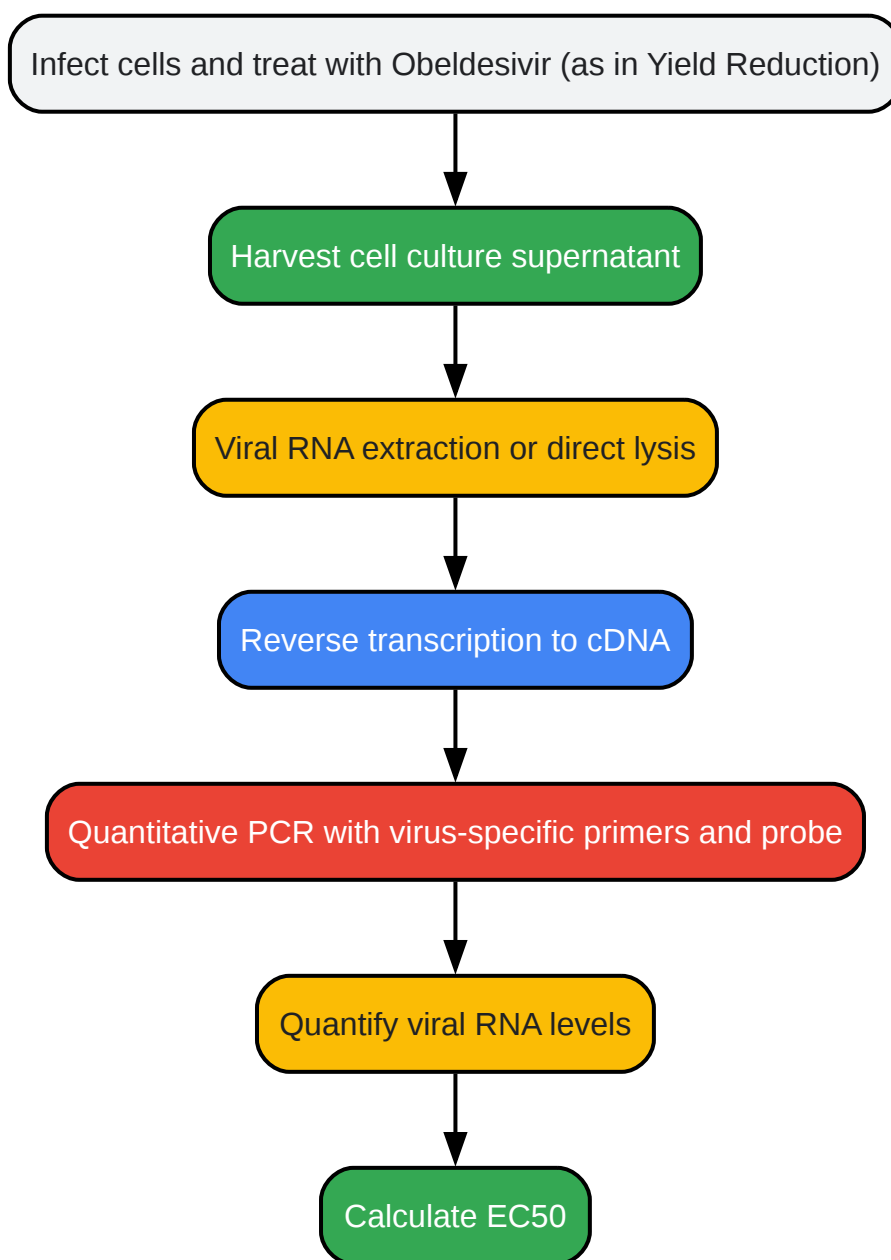 Infect cells and treat with Obeldesivir (as in Yield Reduction)
Harvest cell culture supernatant
Viral RNA extraction or direct lysis
Reverse transcription to cDNA
Quantitative PCR with virus-specific primers and probe
Quantify viral RNA levels
Calculate EC50